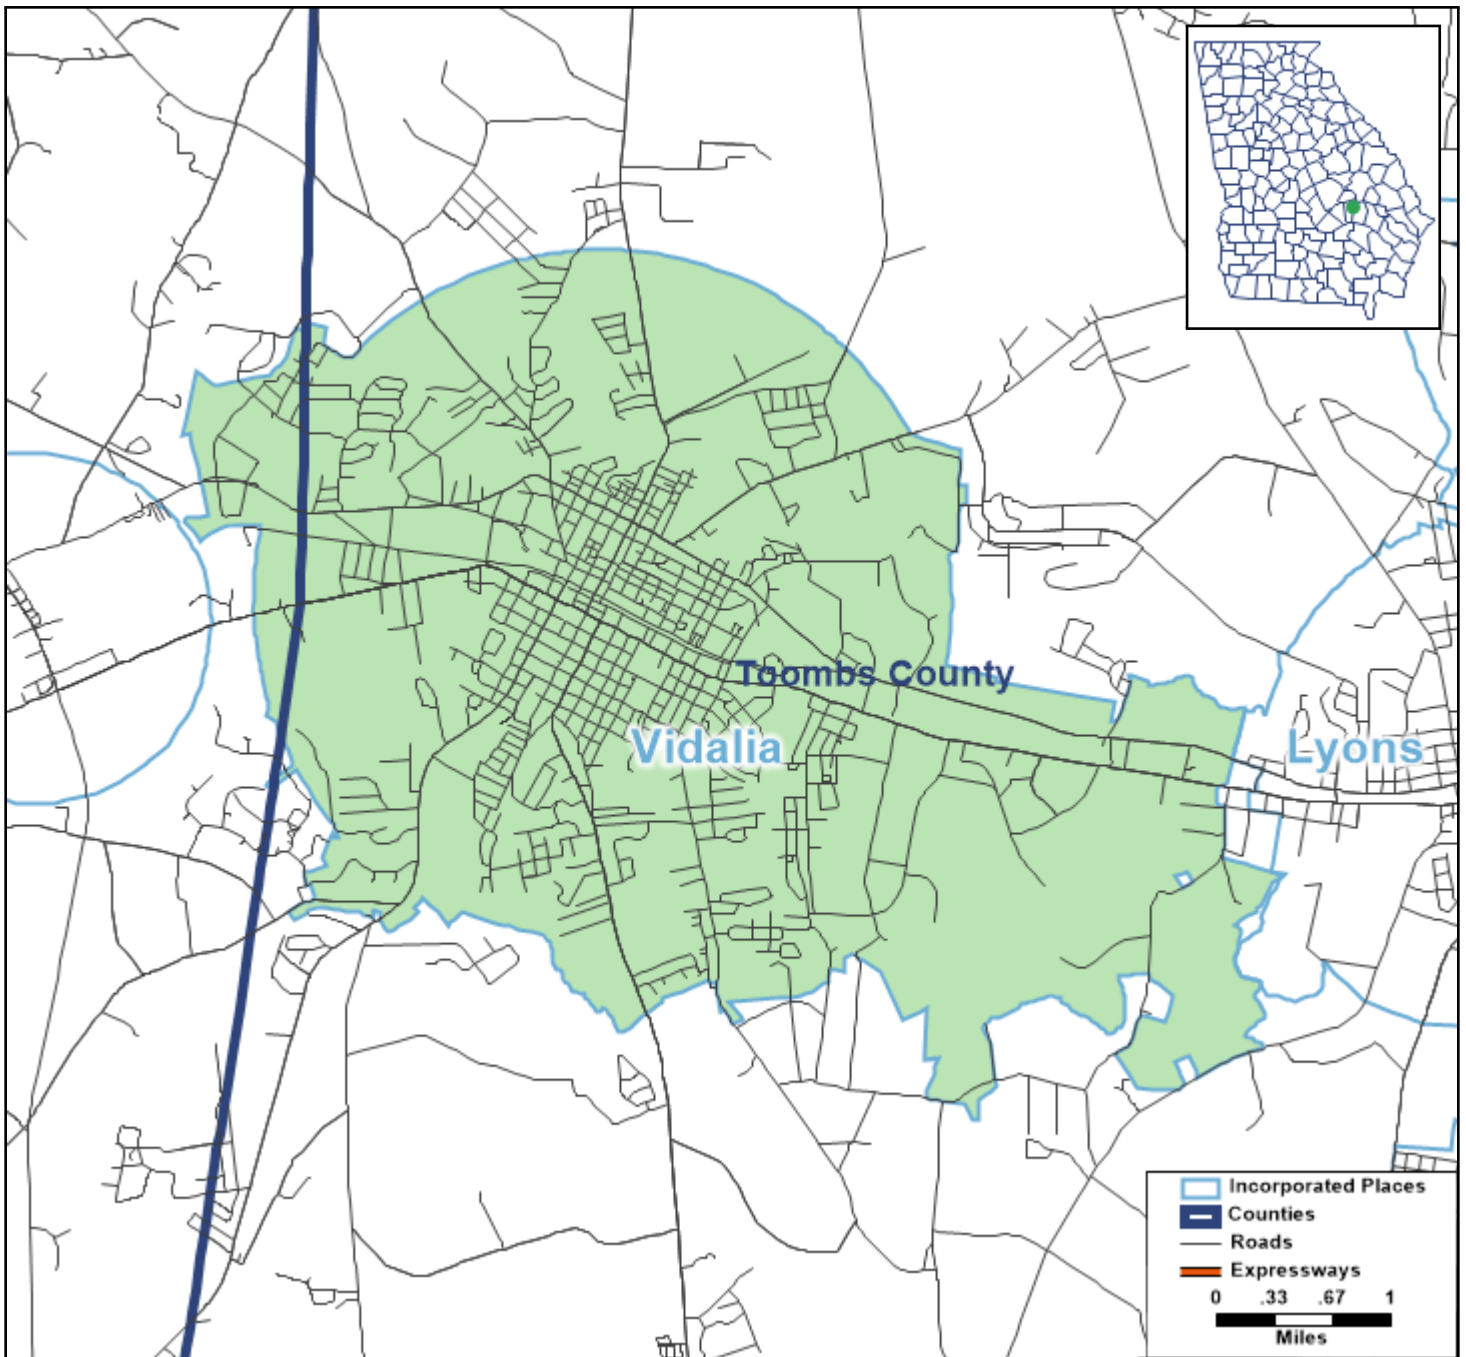 Toombs County
Vidalia
Lyons
Incorporated Places
Counties
Roads
Expressways
0 .33 .67 1
Miles